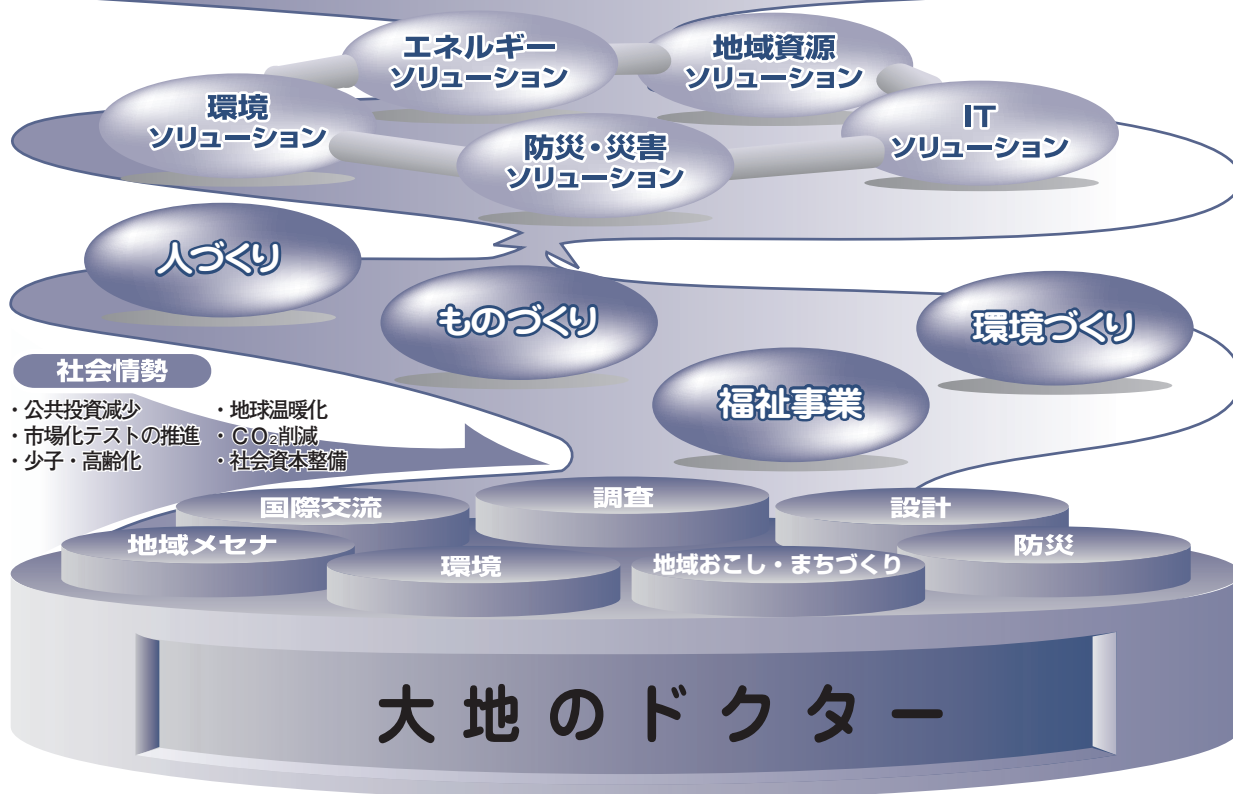 エネルギー
ソリューション
地域資源
ソリューション
環境
ソリューション
防災・災害
ソリューション
IT
ソリューション
人づくり
ものづくり
環境づくり
福祉事業
社会情勢
・公共投資減少
・市場化テストの推進
・少子・高齢化
・地球温暖化
・ＣＯ₂削減
・社会資本整備
国際交流
調査
設計
地域メセナ
環境
地域おこし・まちづくり
防災
大地のドクター